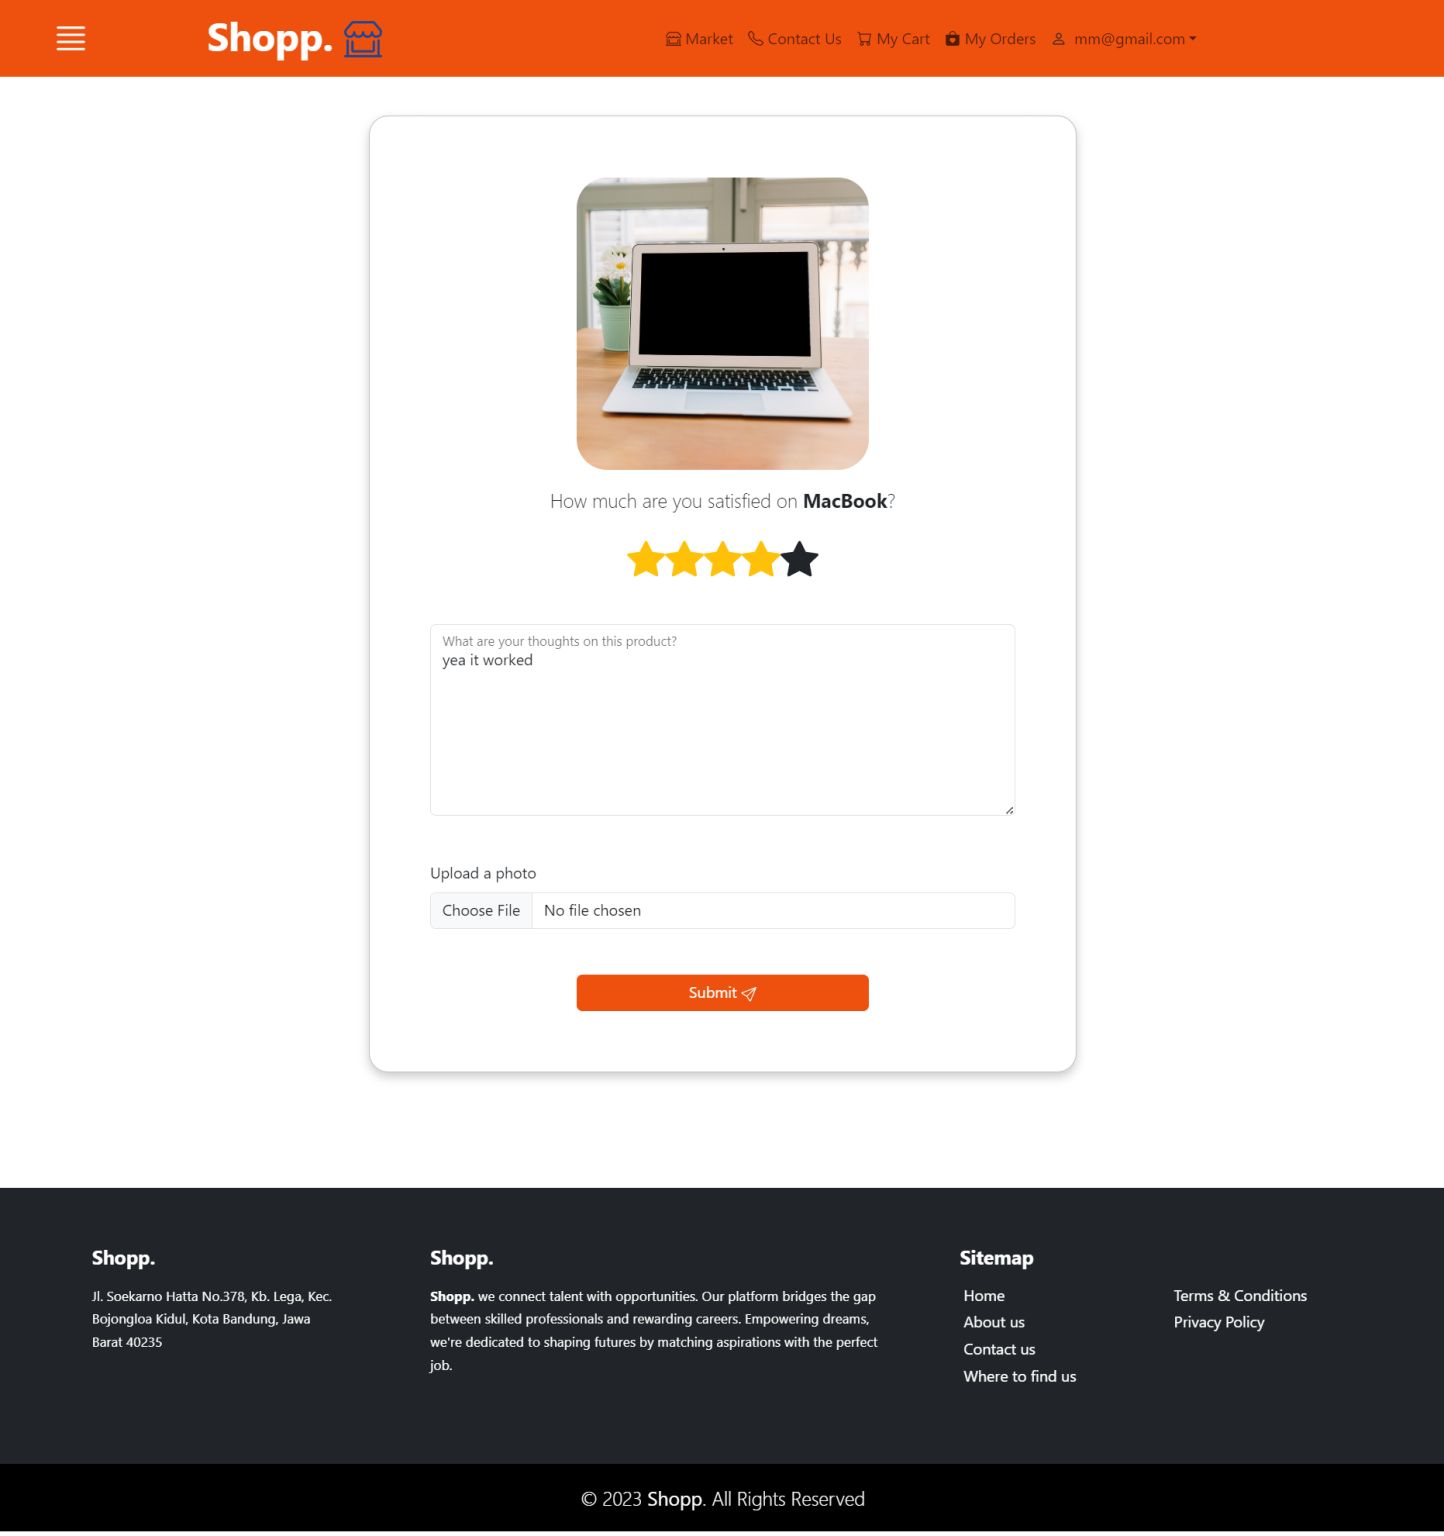 Shopp.
Market Contact Us My Cart My Orders mm@gmail.com
How much are you satisfied on MacBook?
What are your thoughts on this product?
yea it worked
Upload a photo
Choose File No file chosen
Submit
Shopp.
Jl. Soekarno Hatta No.378, Kb. Lega, Kec.
Bojongloa Kidul, Kota Bandung, Jawa
Barat 40235
Shopp.
Shopp. we connect talent with opportunities. Our platform bridges the gap
between skilled professionals and rewarding careers. Empowering dreams,
we're dedicated to shaping futures by matching aspirations with the perfect
job.
Sitemap
Home
About us
Contact us
Where to find us
Terms & Conditions
Privacy Policy
© 2023 Shopp. All Rights Reserved